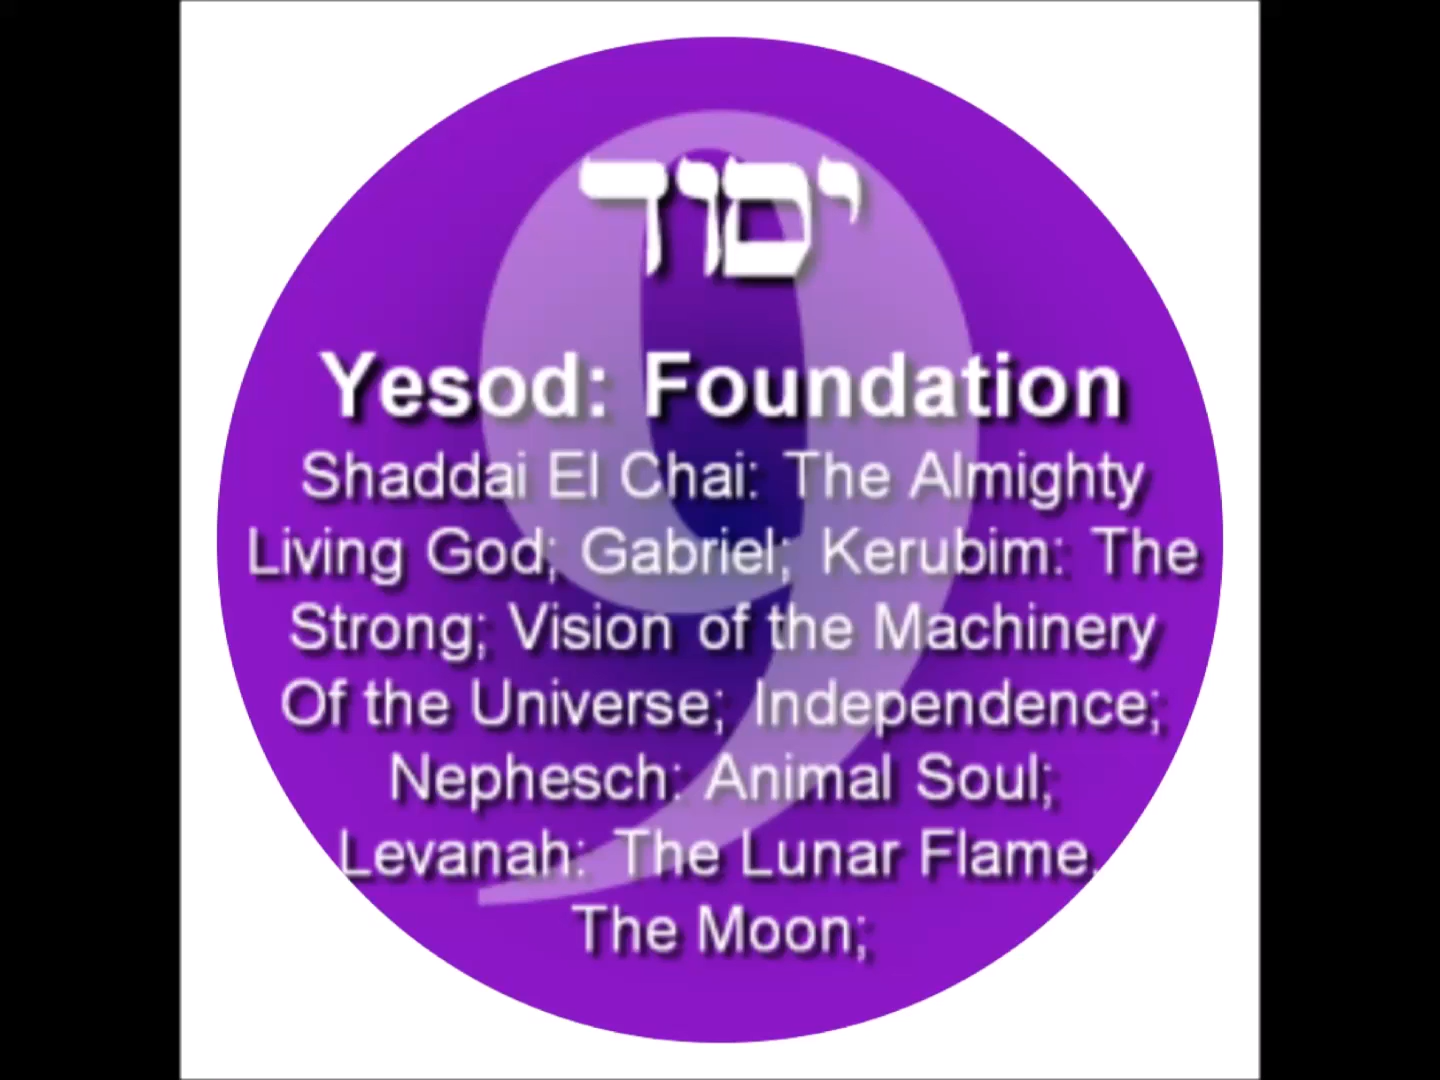 יסוד
9
Yesod: Foundation
Shaddai El Chai: The Almighty
Living God; Gabriel; Kerubim: The
Strong; Vision of the Machinery
Of the Universe; Independence;
Nephesch: Animal Soul;
Levanah: The Lunar Flame.
The Moon;